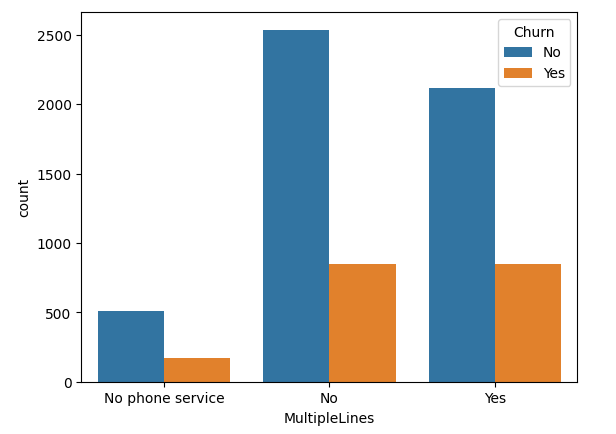 Churn
No
Yes
2500
2000
1500
1000
500
0
count
No phone service No Yes
MultipleLines